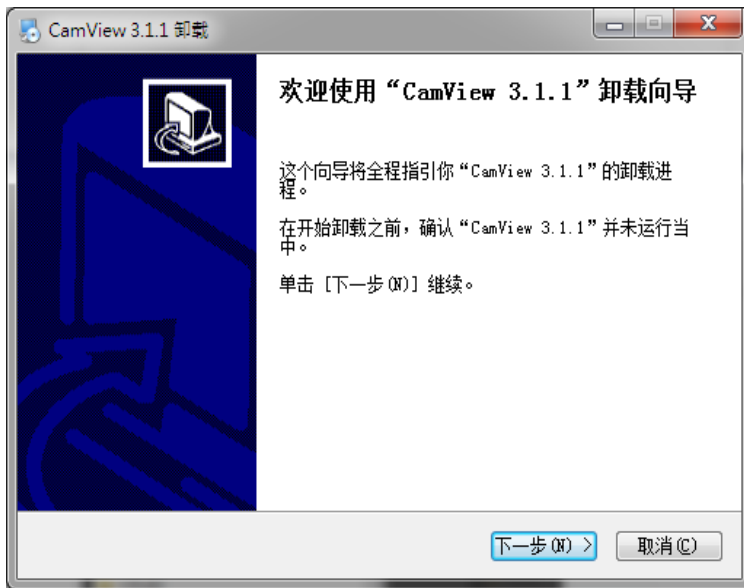 CamView 3.1.1 卸载
欢迎使用“CamView 3.1.1”卸载向导
这个向导将全程指引你“CamView 3.1.1”的卸载进
程。
在开始卸载之前，确认“CamView 3.1.1”并未运行当
中。
单击 [下一步(N)] 继续。
下一步(N) >
取消(C)